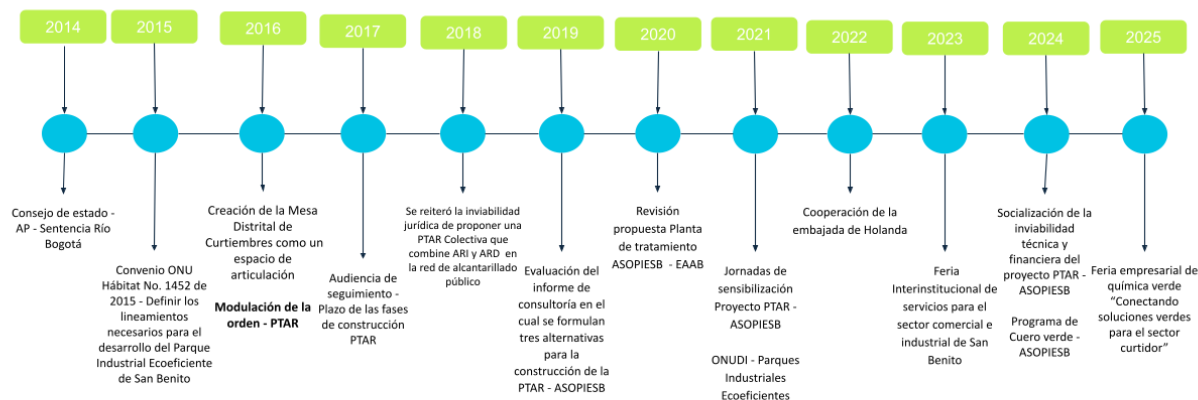 2014
2015
2016
2017
2018
2019
2020
2021
2022
2023
2024
2025
Consejo de estado -
AP - Sentencia Río
Bogotá
Convenio ONU
Hábitat No. 1452 de
2015 - Definir los
lineamientos
necesarios para el
desarrollo del Parque
Industrial Ecoeficiente
de San Benito
Creación de la Mesa
Distrital de
Curtiembres como un
espacio de
articulación
Modulación de la
orden - PTAR
Audiencia de
seguimiento -
Plazo de las fases
de construcción
PTAR
Se reiteró la inviabilidad
jurídica de proponer una
PTAR Colectiva que
combine ARI y ARD en
la red de alcantarillado
público
Evaluación del
informe de
consultoría en el
cual se formulan
tres alternativas
para la
construcción de la
PTAR - ASOPIESB
Revisión
propuesta Planta
de tratamiento
ASOPIESB - EAAB
Jornadas de
sensibilización
Proyecto PTAR -
ASOPIESB
ONUDI - Parques
Industriales
Ecoeficientes
Cooperación de la
embajada de Holanda
Feria
Interinstitucional de
servicios para el
sector comercial e
industrial de San
Benito
Socialización de la
inviabilidad
técnica y
financiera del
proyecto PTAR -
ASOPIESB
Programa de
Cuero verde -
ASOPIESB
Feria empresarial de
química verde
“Conectando
soluciones verdes
para el sector
curtidor”